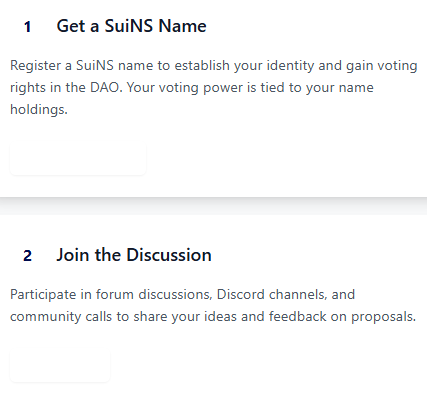 1 Get a SuiNS Name
Register a SuiNS name to establish your identity and gain voting
rights in the DAO. Your voting power is tied to your name
holdings.
2 Join the Discussion
Participate in forum discussions, Discord channels, and
community calls to share your ideas and feedback on proposals.